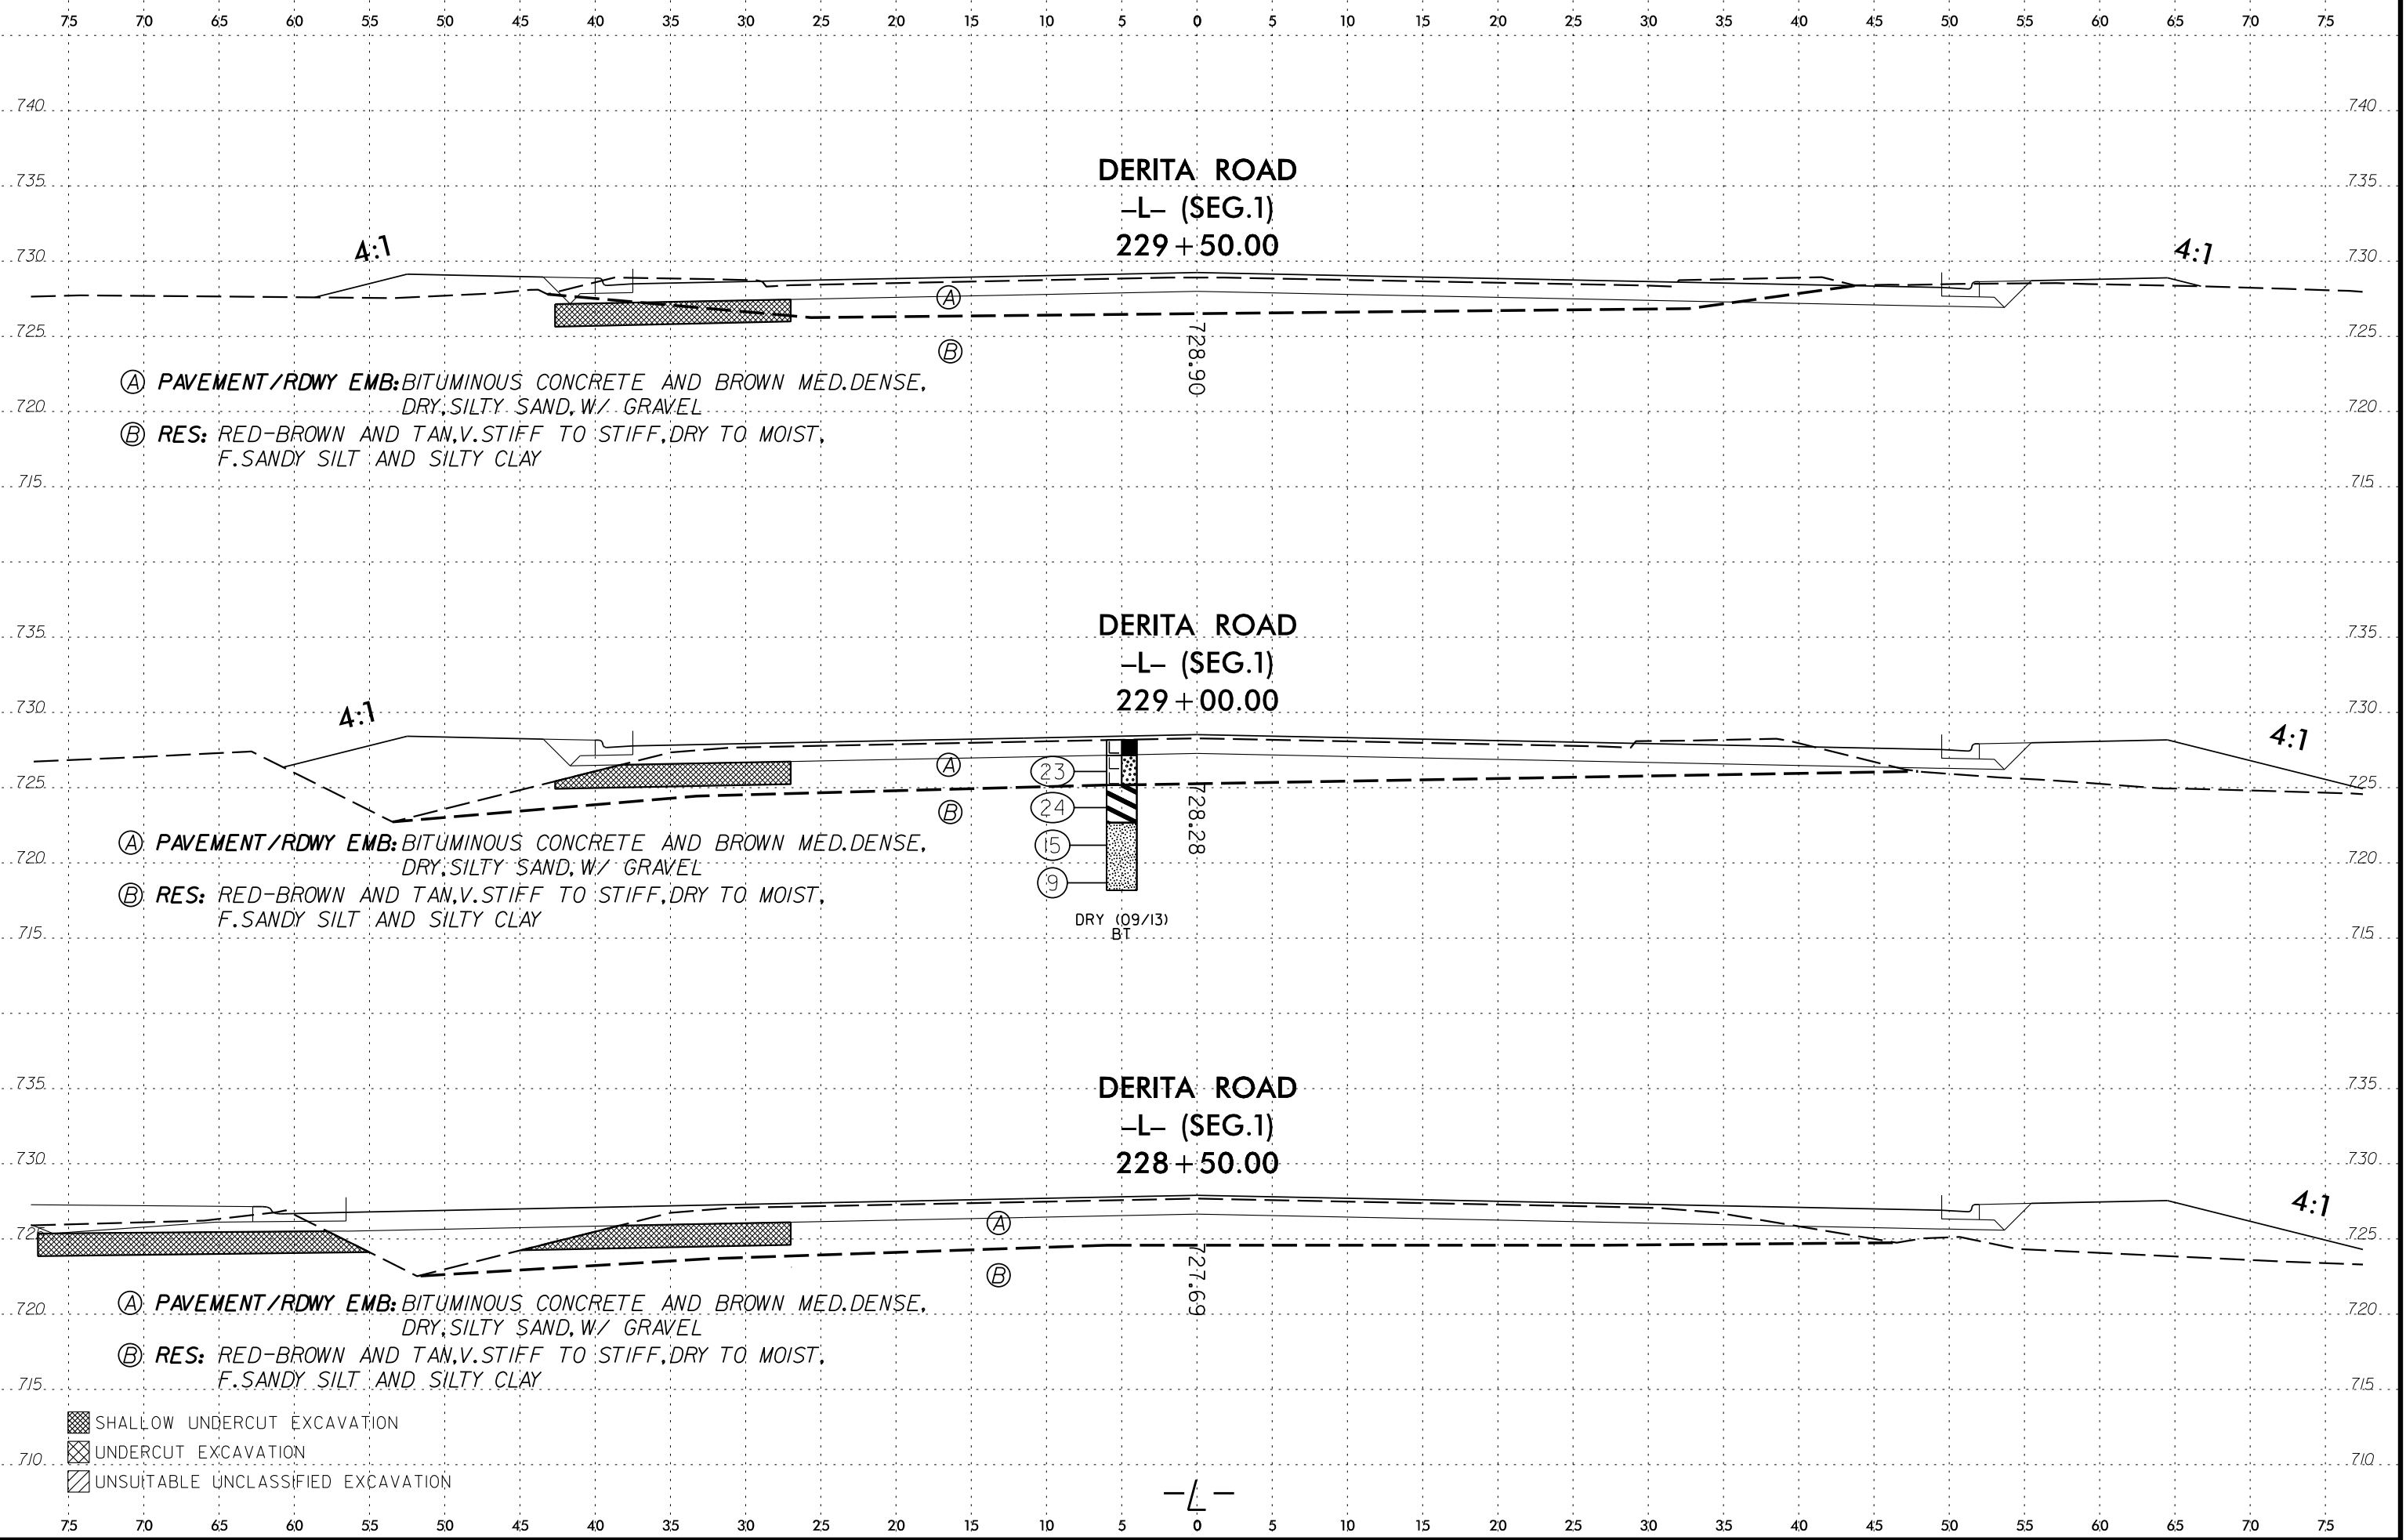 75 70 65 60 55 50 45 40 35 30 25 20 15 10 5 0 5 10 15 20 25 30 35 40 45 50 55 60 65 70 75
740 740
DERITA ROAD
735 735
-L- (SEG.1)
229+50.00
4:1 4:1
730 730
A
725 725
728.90
B
A PAVEMENT/RDWY EMB: BITUMINOUS CONCRETE AND BROWN MED. DENSE,
DRY, SILTY SAND, W/ GRAVEL
720 720
B RES: RED-BROWN AND TAN, V. STIFF TO STIFF, DRY TO MOIST,
F. SANDY SILT AND SILTY CLAY
715 715
DERITA ROAD
735 735
-L- (SEG.1)
229+00.00
730 730
4:1 4:1
A
23
725 725
24
B
728.28
A PAVEMENT/RDWY EMB: BITUMINOUS CONCRETE AND BROWN MED. DENSE,
15
720 720
DRY, SILTY SAND, W/ GRAVEL
9
B RES: RED-BROWN AND TAN, V. STIFF TO STIFF, DRY TO MOIST,
F. SANDY SILT AND SILTY CLAY
DRY (09/13)
BT
715 715
DERITA ROAD
735 735
-L- (SEG.1)
228+50.00
730 730
4:1
A
725 725
B
727.69
A PAVEMENT/RDWY EMB: BITUMINOUS CONCRETE AND BROWN MED. DENSE,
720 720
DRY, SILTY SAND, W/ GRAVEL
B RES: RED-BROWN AND TAN, V. STIFF TO STIFF, DRY TO MOIST,
F. SANDY SILT AND SILTY CLAY
715 715
SHALLOW UNDERCUT EXCAVATION
UNDERCUT EXCAVATION
710 710
UNSUITABLE UNCLASSIFIED EXCAVATION
-L-
75 70 65 60 55 50 45 40 35 30 25 20 15 10 5 0 5 10 15 20 25 30 35 40 45 50 55 60 65 70 75